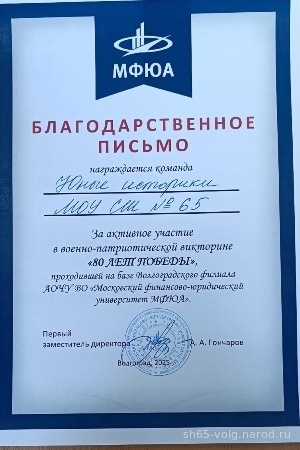 МФЮА
БЛАГОДАРСТВЕННОЕ
ПИСЬМО
награждается команда
Юные историки
МОУ СШ № 65
За активное участие
в военно-патриотической викторине
«80 ЛЕТ ПОБЕДЫ»,
проходившей на базе Волгоградского филиала
АОЧУ ВО «Московский финансово-юридический
университет МФЮА».
Первый
заместитель директора А. А. Гончаров
Волгоград, 2025
sh65-volg.narod.ru